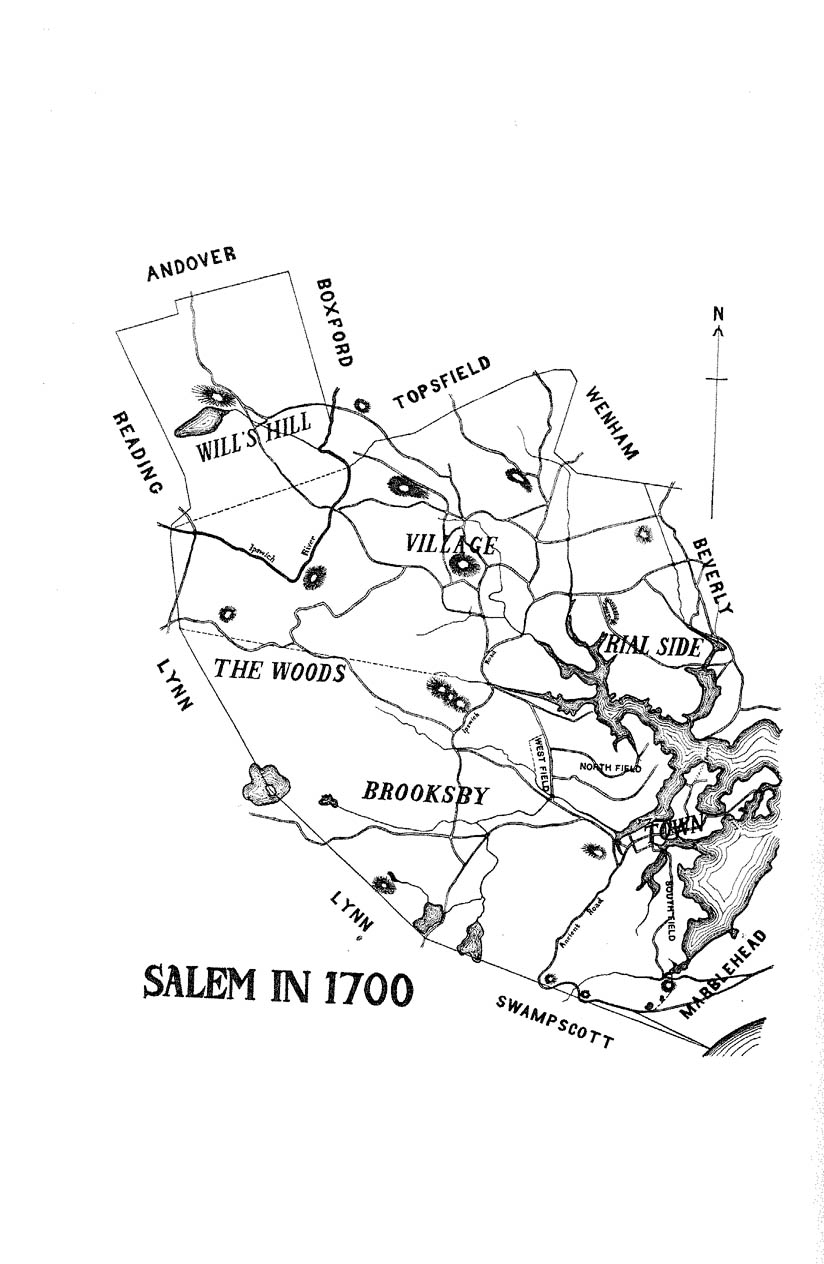 ANDOVER
BOXFORD
N
TOPSFIELD
WENHAM
READING
WILL'S HILL
VILLAGE
Ipswich
River
BEVERLY
RIAL SIDE
THE WOODS
LYNN
Road
Ipswich
WEST FIELD
NORTH FIELD
BROOKSBY
TOWN
SOUTH FIELD
Ancient Road
LYNN
MARBLEHEAD
SALEM IN 1700
SWAMPSCOTT